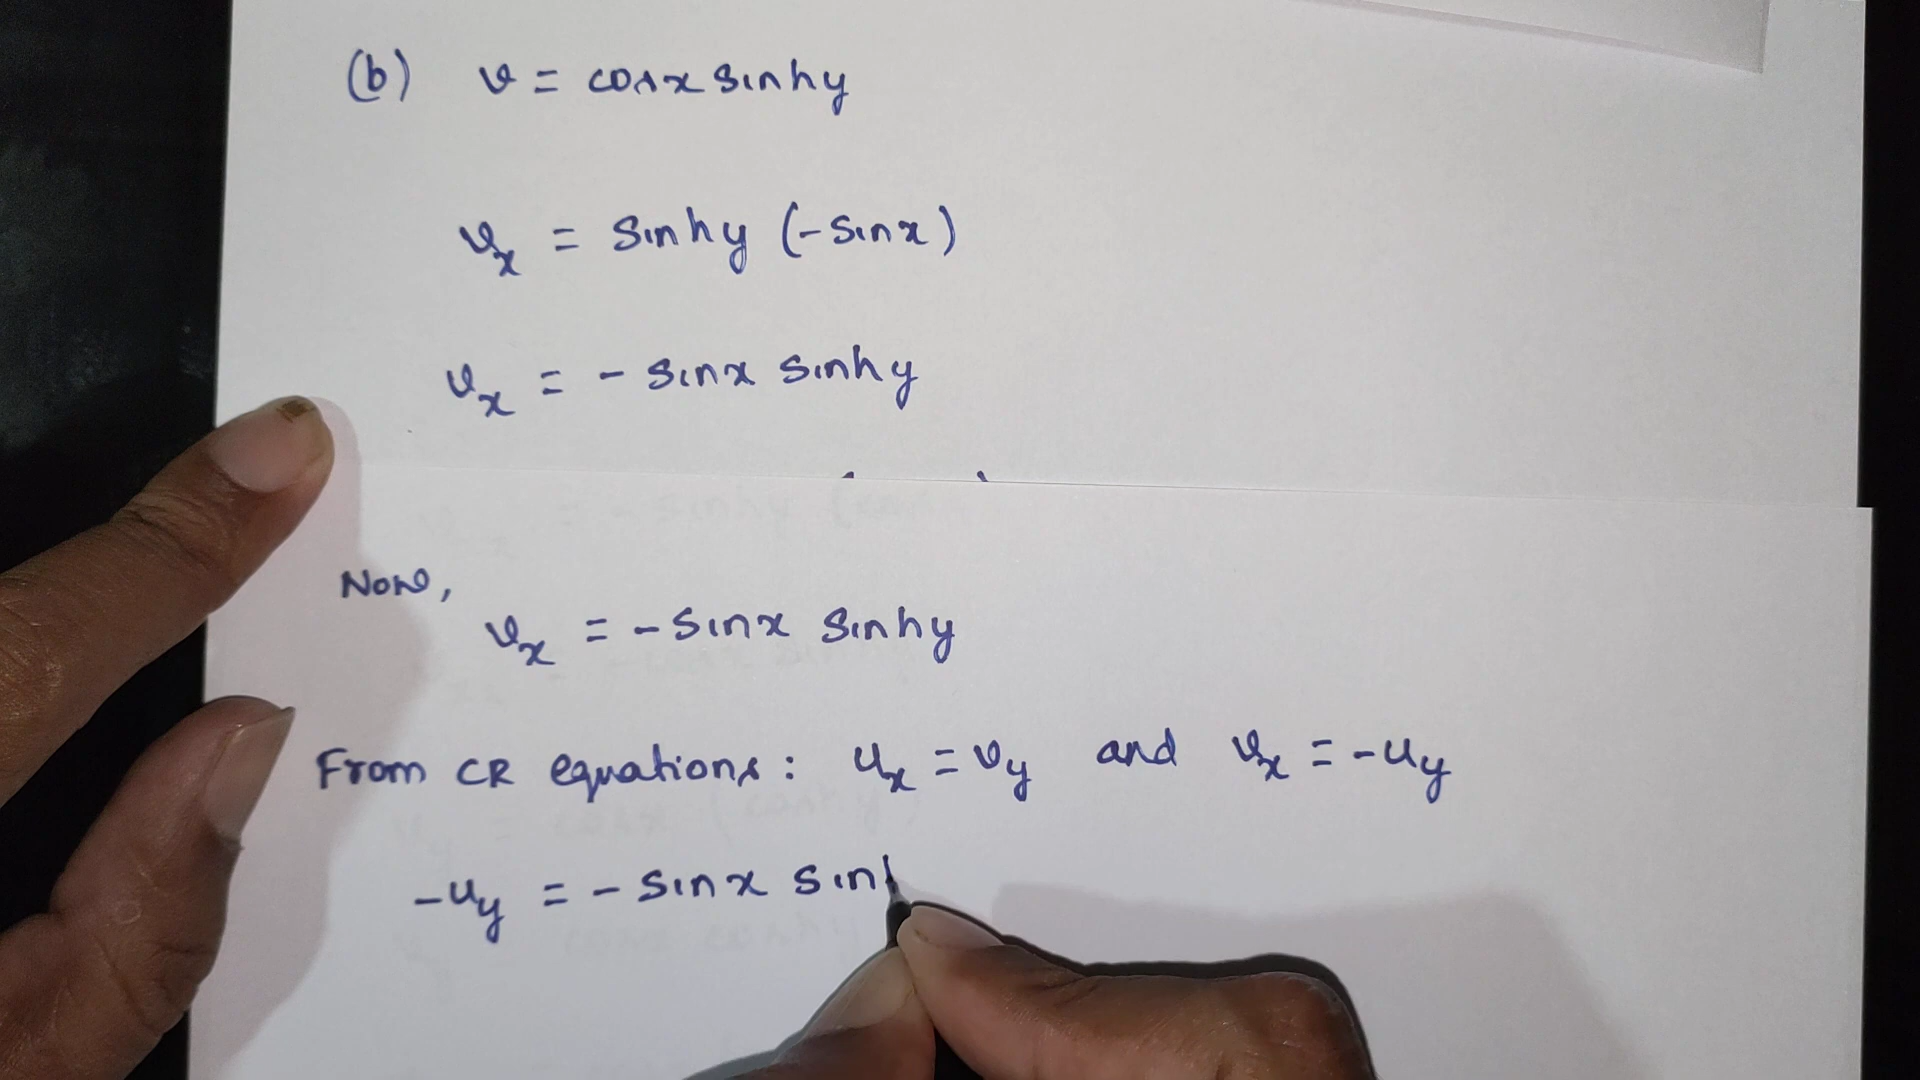 (b) v = cosx sinhy
vx = sinhy (-sinx)
vx = - sinx sinhy
Now,
vx = - sinx sinhy
From CR equations: ux = vy and vx = -uy
-uy = - sinx sinh